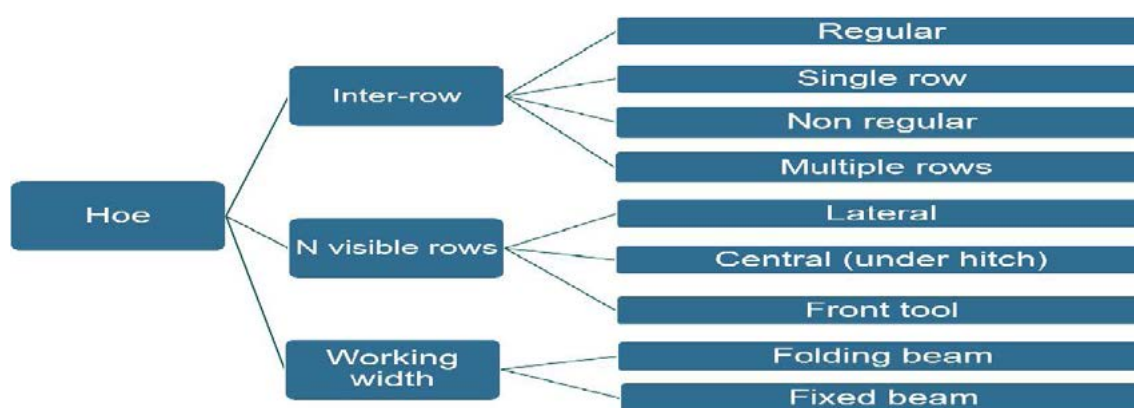 Hoe
Inter-row
N visible rows
Working
width
Regular
Single row
Non regular
Multiple rows
Lateral
Central (under hitch)
Front tool
Folding beam
Fixed beam